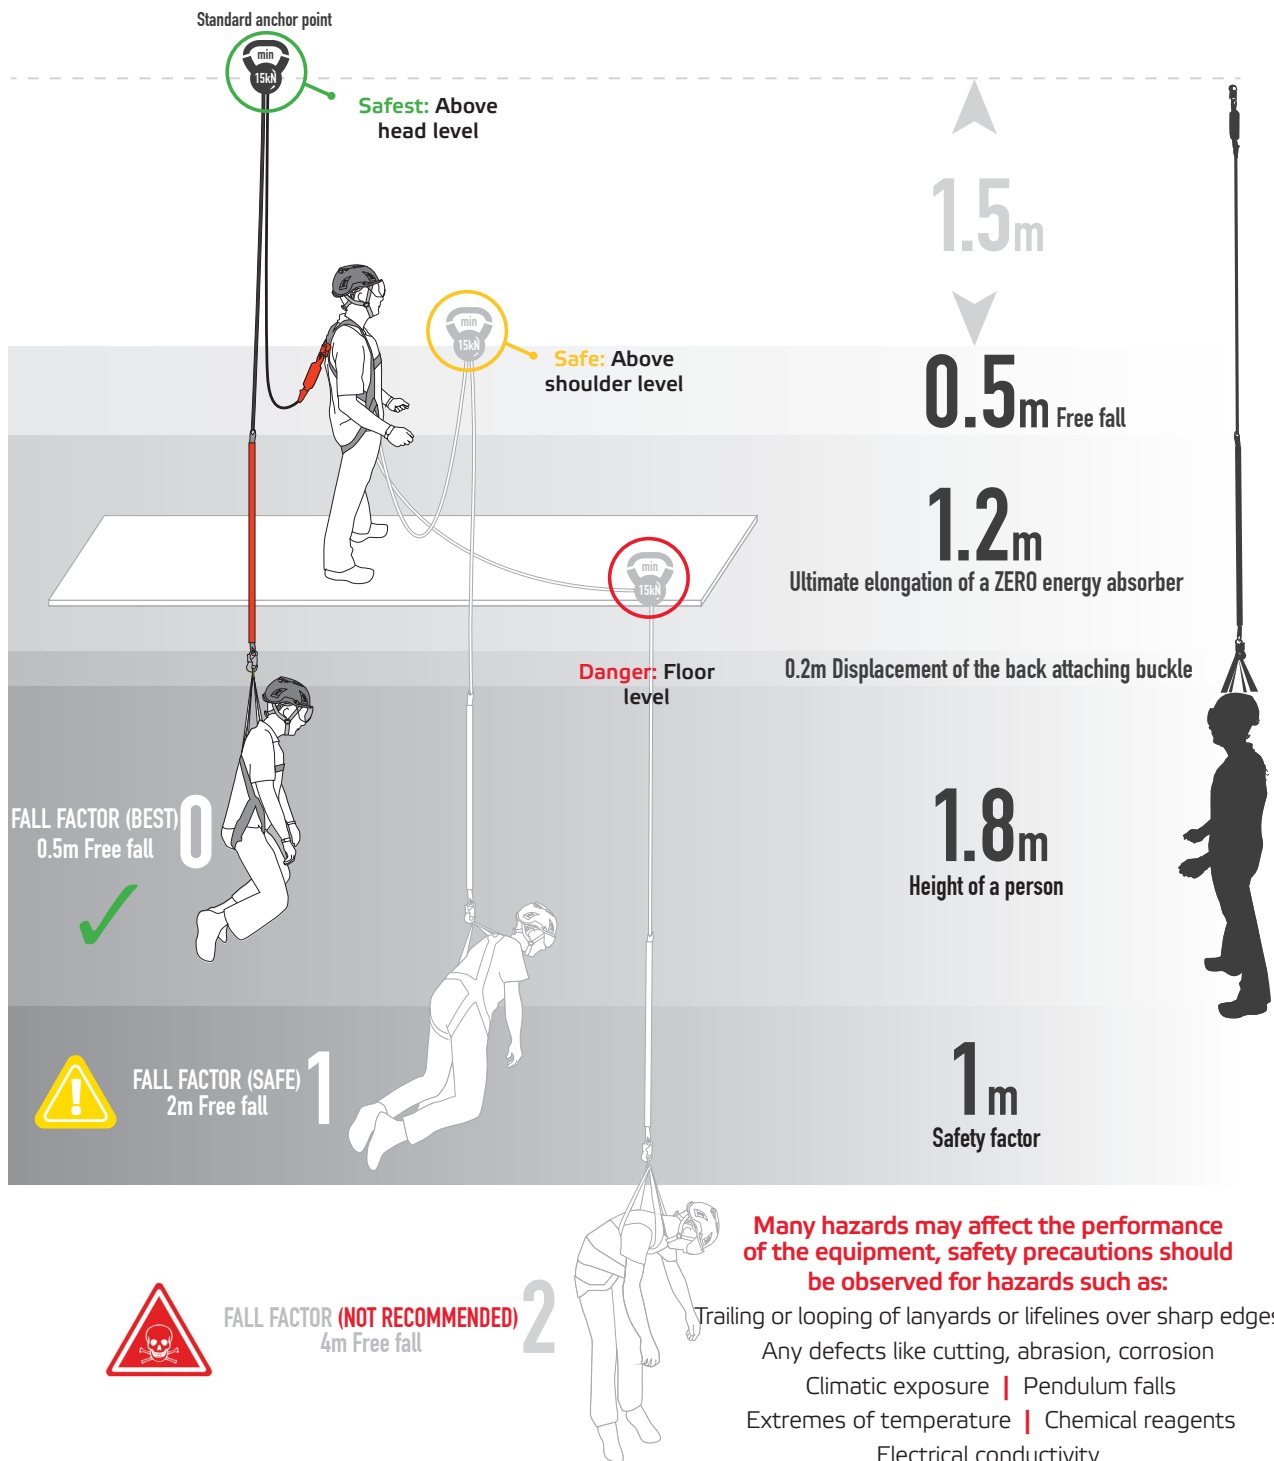 Standard anchor point
min
15kN
Safest: Above
head level
1.5m
min
15kN
Safe: Above
shoulder level
0.5m Free fall
1.2m
Ultimate elongation of a ZERO energy absorber
min
15kN
Danger: Floor
level
0.2m Displacement of the back attaching buckle
FALL FACTOR (BEST) 0
0.5m Free fall
1.8m
Height of a person
FALL FACTOR (SAFE) 1
2m Free fall
1m
Safety factor
FALL FACTOR (NOT RECOMMENDED) 2
4m Free fall
Many hazards may affect the performance
of the equipment, safety precautions should
be observed for hazards such as:
Trailing or looping of lanyards or lifelines over sharp edges
Any defects like cutting, abrasion, corrosion
Climatic exposure | Pendulum falls
Extremes of temperature | Chemical reagents
Electrical conductivity